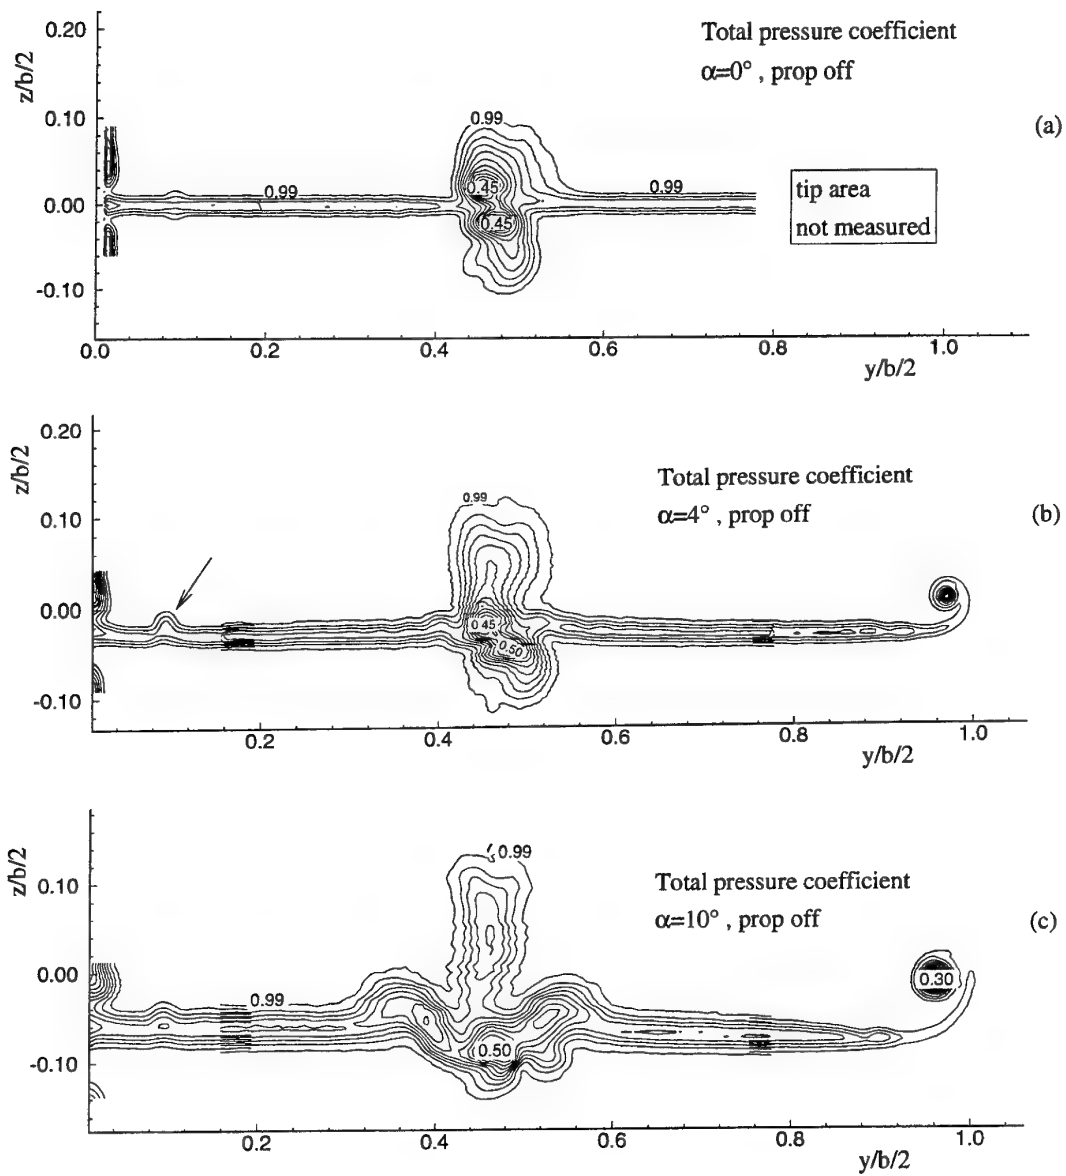 0.20
z/b/2
Total pressure coefficient
α=0° , prop off
0.10
0.99
(a)
0.45
0.99
0.99
tip area
0.00
0.45
not measured
-0.10
0.0
0.2
0.4
0.6
0.8
1.0
y/b/2
0.20
z/b/2
Total pressure coefficient
0.99
α=4° , prop off
(b)
0.10
0.00
0.45
0.50
-0.10
0.2
0.4
0.6
0.8
1.0
y/b/2
z/b/2
0.99
Total pressure coefficient
0.10
α=10° , prop off
(c)
0.00
0.30
0.99
0.50
-0.10
0.2
0.4
0.6
0.8
1.0
y/b/2